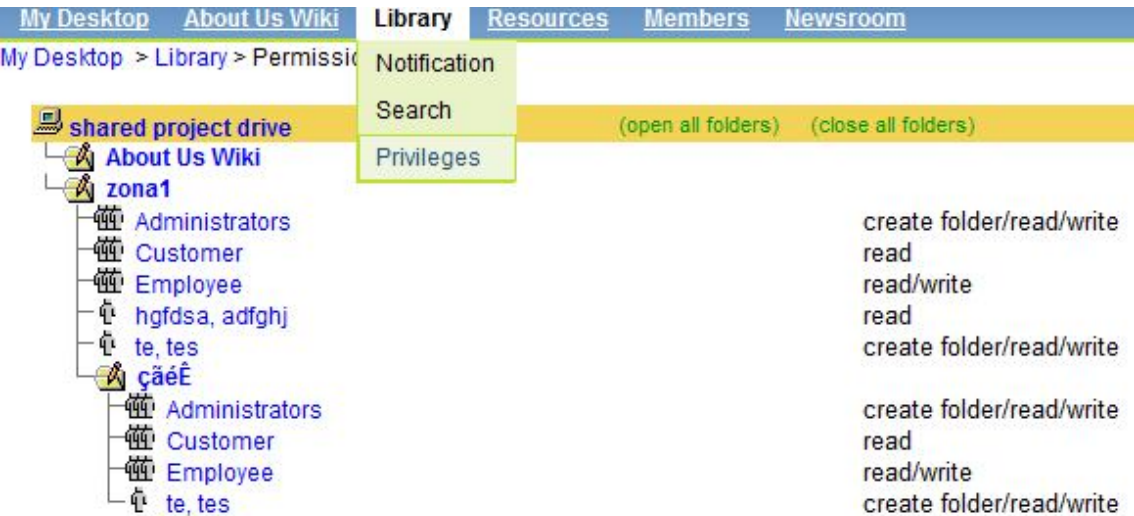 My Desktop About Us Wiki Library Resources Members Newsroom
My Desktop > Library > Permissio
Notification
Search
Privileges
shared project drive (open all folders) (close all folders)
About Us Wiki
zona1
Administrators create folder/read/write
Customer read
Employee read/write
hgfdsa, adfghj read
te, tes create folder/read/write
çãéÊ
Administrators create folder/read/write
Customer read
Employee read/write
te, tes create folder/read/write